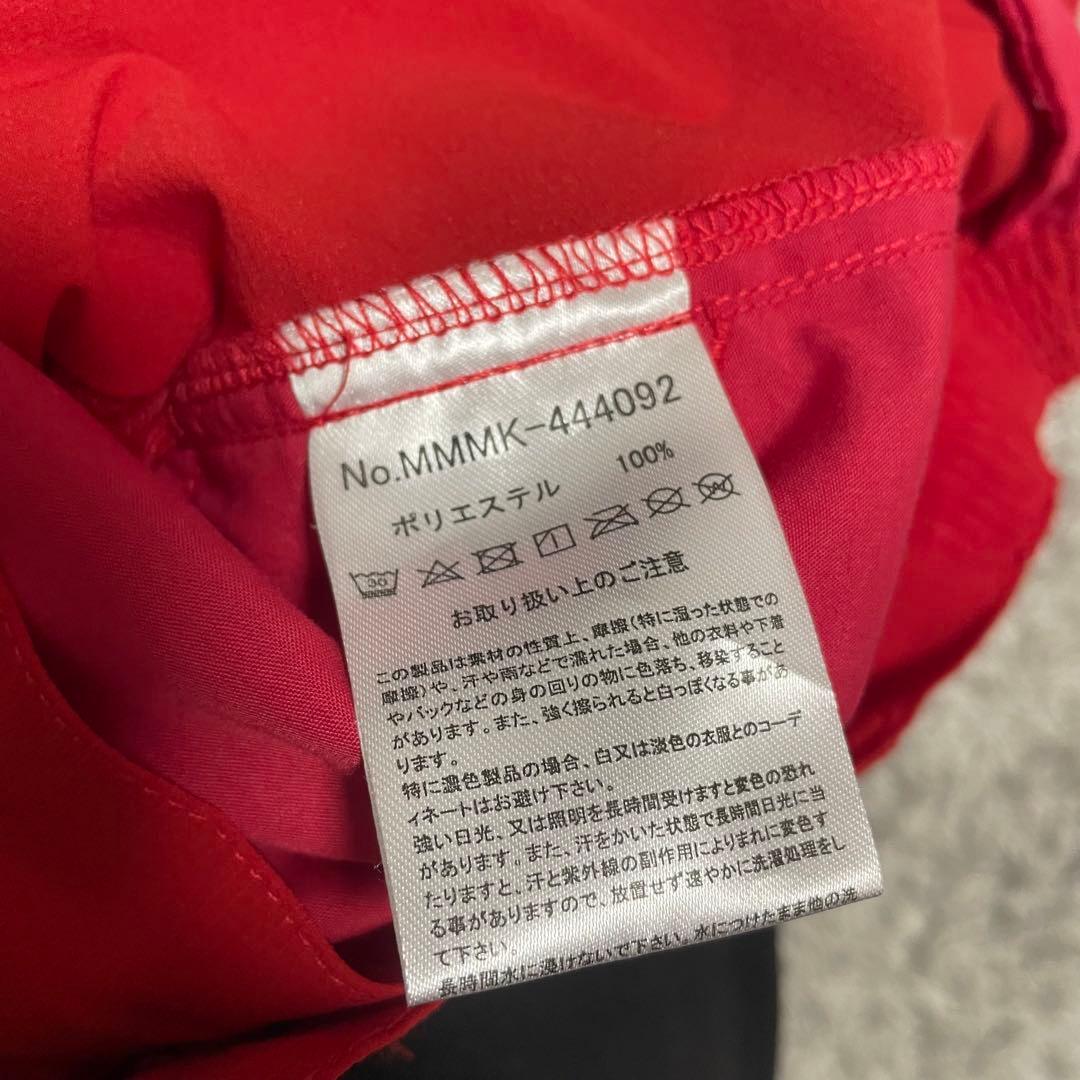 No.MMMK-444092
ポリエステル 100%
30
お取り扱い上のご注意
この製品は素材の性質上、摩擦(特に湿った状態での
摩擦)や、汗や雨などで濡れた場合、他の衣料や下着
やバックなどの身の回りの物に色落ち、移染すること
があります。また、強く擦られると白っぽくなる事があ
ります。
特に濃色製品の場合、白又は淡色の衣服とのコーデ
ィネートはお避け下さい。
強い日光、又は照明を長時間受けますと変色の恐れ
があります。また、汗をかいた状態で長時間日光に当
たりますと、汗と紫外線の副作用によりまれに変色す
る事がありますので、放置せず速やかに洗濯処理をし
て下さい。
長時間水に浸けないで下さい。水につけたまま他の洗